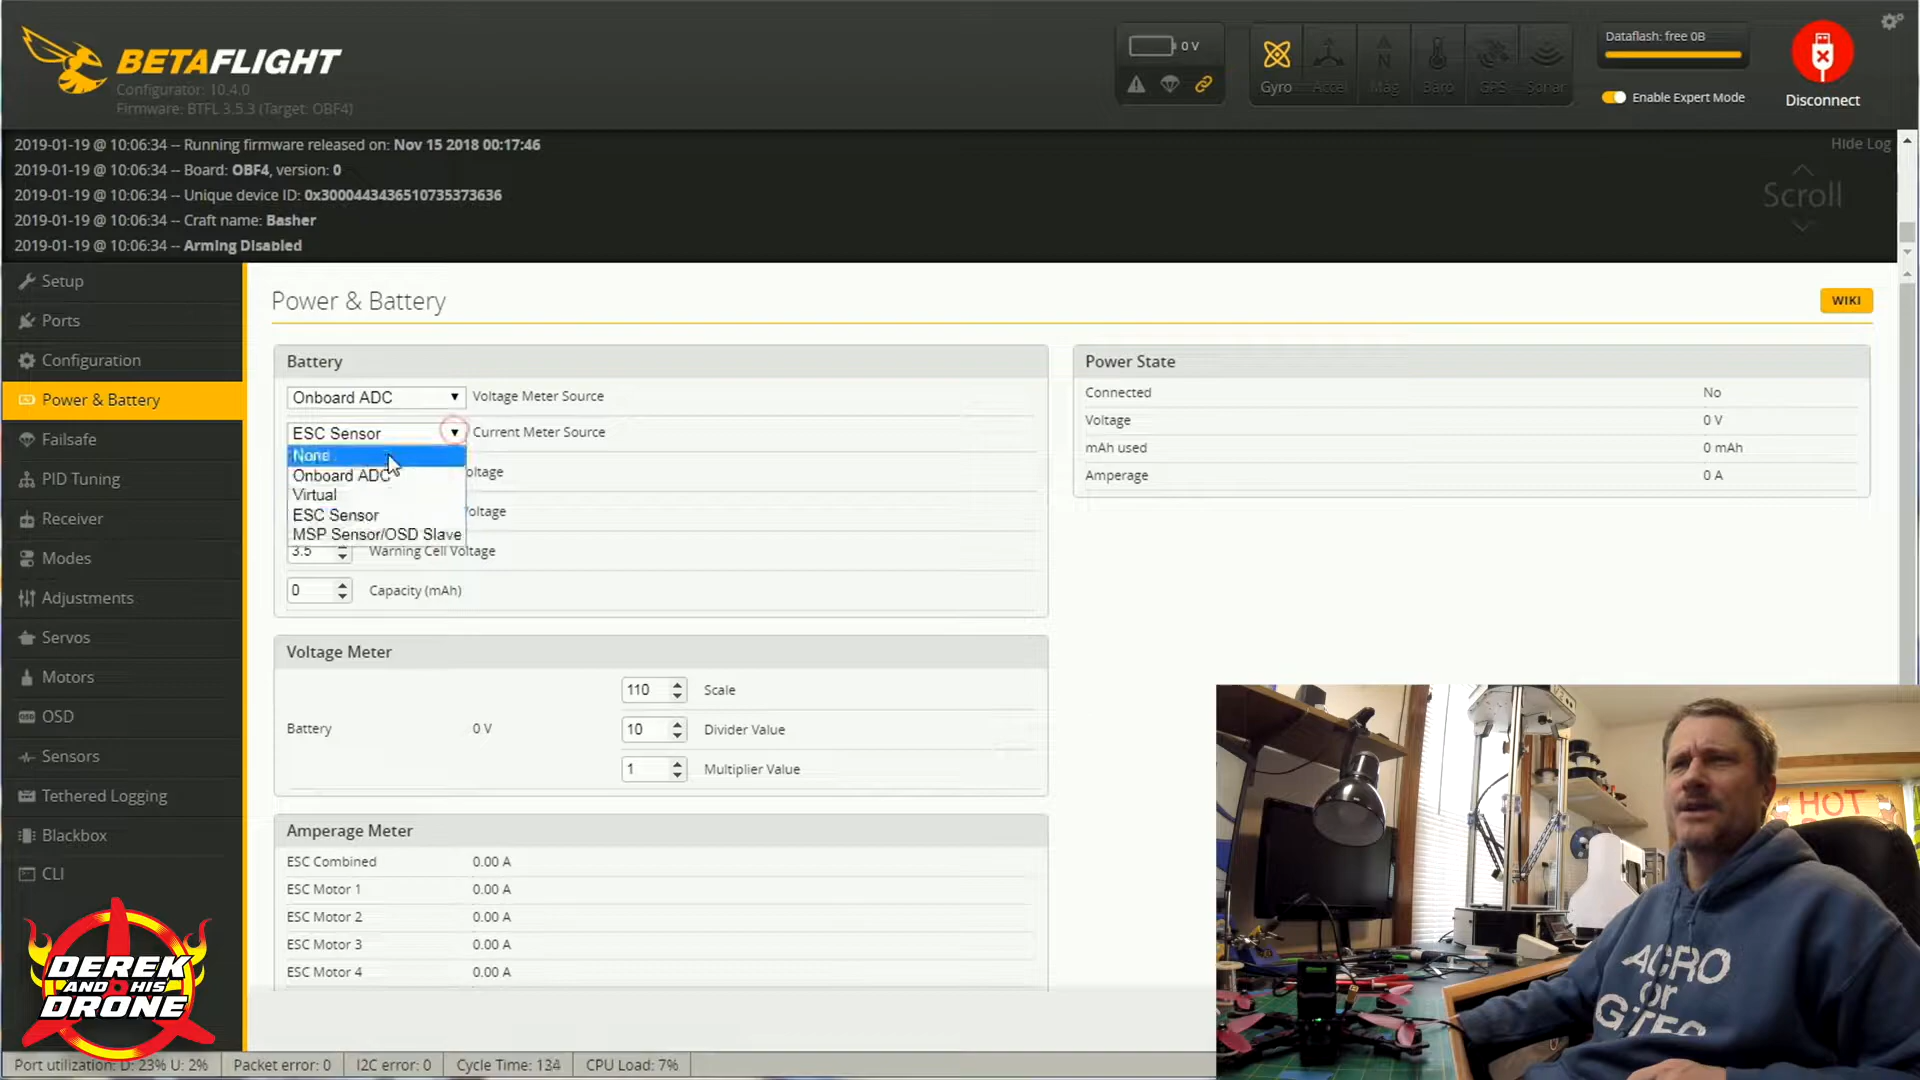 BETAFLIGHT
Configurator: 10.4.0
Firmware: BTFL 3.5.3 (Target: OBF4)
0 V
Gyro
Accel
Mag
Baro
GPS
Sonar
Dataflash: free 0B
Enable Expert Mode
Disconnect
2019-01-19 @ 10:06:34 -- Running firmware released on: Nov 15 2018 00:17:46
2019-01-19 @ 10:06:34 -- Board: OBF4, version: 0
2019-01-19 @ 10:06:34 -- Unique device ID: 0x3000443436510735373636
2019-01-19 @ 10:06:34 -- Craft name: Basher
2019-01-19 @ 10:06:34 -- Arming Disabled
Hide Log
Scroll
Setup
Ports
Configuration
Power & Battery
Failsafe
PID Tuning
Receiver
Modes
Adjustments
Servos
Motors
OSD
Sensors
Tethered Logging
Blackbox
CLI
Power & Battery
WIKI
Battery
Onboard ADC
Voltage Meter Source
ESC Sensor
Current Meter Source
None
Onboard ADC
Virtual
ESC Sensor
MSP Sensor/OSD Slave
oltage
oltage
3.5 Warning Cell Voltage
0 Capacity (mAh)
Power State
Connected No
Voltage 0 V
mAh used 0 mAh
Amperage 0 A
Voltage Meter
Battery 0 V
110 Scale
10 Divider Value
1 Multiplier Value
Amperage Meter
ESC Combined 0.00 A
ESC Motor 1 0.00 A
ESC Motor 2 0.00 A
ESC Motor 3 0.00 A
ESC Motor 4 0.00 A
DEREK
AND HIS
DRONE
HOT
ACRO
or
Port utilization: D: 23% U: 2%
Packet error: 0
I2C error: 0
Cycle Time: 134
CPU Load: 7%